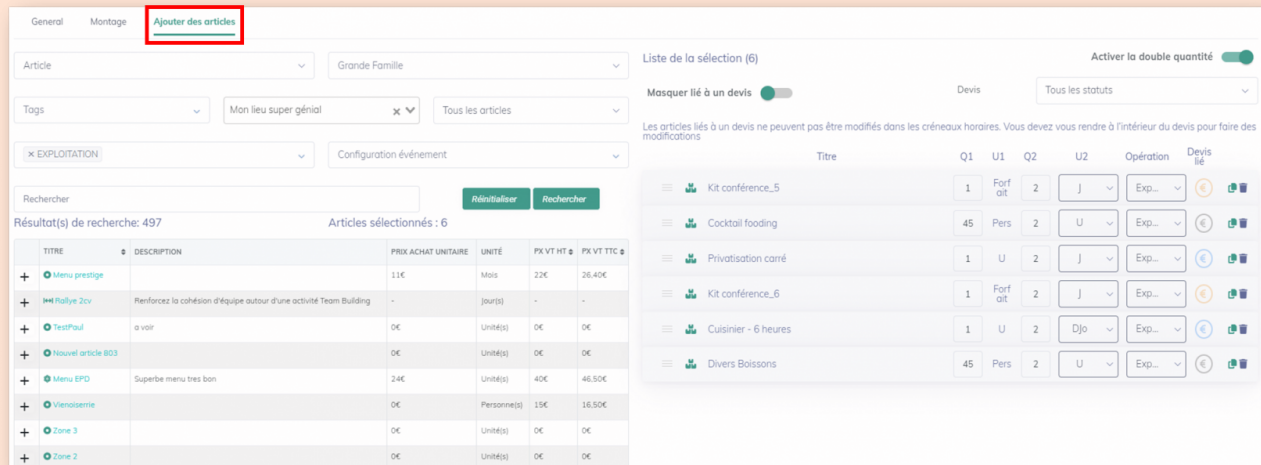 General Montage Ajouter des articles
Article Grande Famille
Tags Mon lieu super génial Tous les articles
× EXPLOITATION Configuration événement
Rechercher Réinitialiser Rechercher
Résultat(s) de recherche: 497 Articles sélectionnés : 6
TITRE DESCRIPTION PRIX ACHAT UNITAIRE UNITÉ PX VT HT PX VT TTC
+ Menu prestige 11€ Mois 22€ 26,40€
+ Rallye 2cv Renforcez la cohésion d'équipe autour d'une activité Team Building - Jour(s) - -
+ TestPaul a voir 0€ Unité(s) 0€ 0€
+ Nouvel article 803 0€ Unité(s) 0€ 0€
+ Menu EPD Superbe menu tres bon 24€ Unité(s) 40€ 46,50€
+ Vienoiserrie 0€ Personne(s) 15€ 16,50€
+ Zone 3 0€ Unité(s) 0€ 0€
+ Zone 2 0€ Unité(s) 0€ 0€
Liste de la sélection (6) Activer la double quantité
Masquer lié à un devis Devis Tous les statuts
Les articles liés à un devis ne peuvent pas être modifiés dans les créneaux horaires. Vous devez vous rendre à l'intérieur du devis pour faire des
modifications
Titre Q1 U1 Q2 U2 Opération Devis
lié
Kit conférence_5 1 Forf
ait 2 J Exp... €
Cocktail fooding 45 Pers 2 U Exp... €
Privatisation carré 1 U 2 J Exp... €
Kit conférence_6 1 Forf
ait 2 J Exp... €
Cuisinier - 6 heures 1 U 2 DJo Exp... €
Divers Boissons 45 Pers 2 U Exp... €